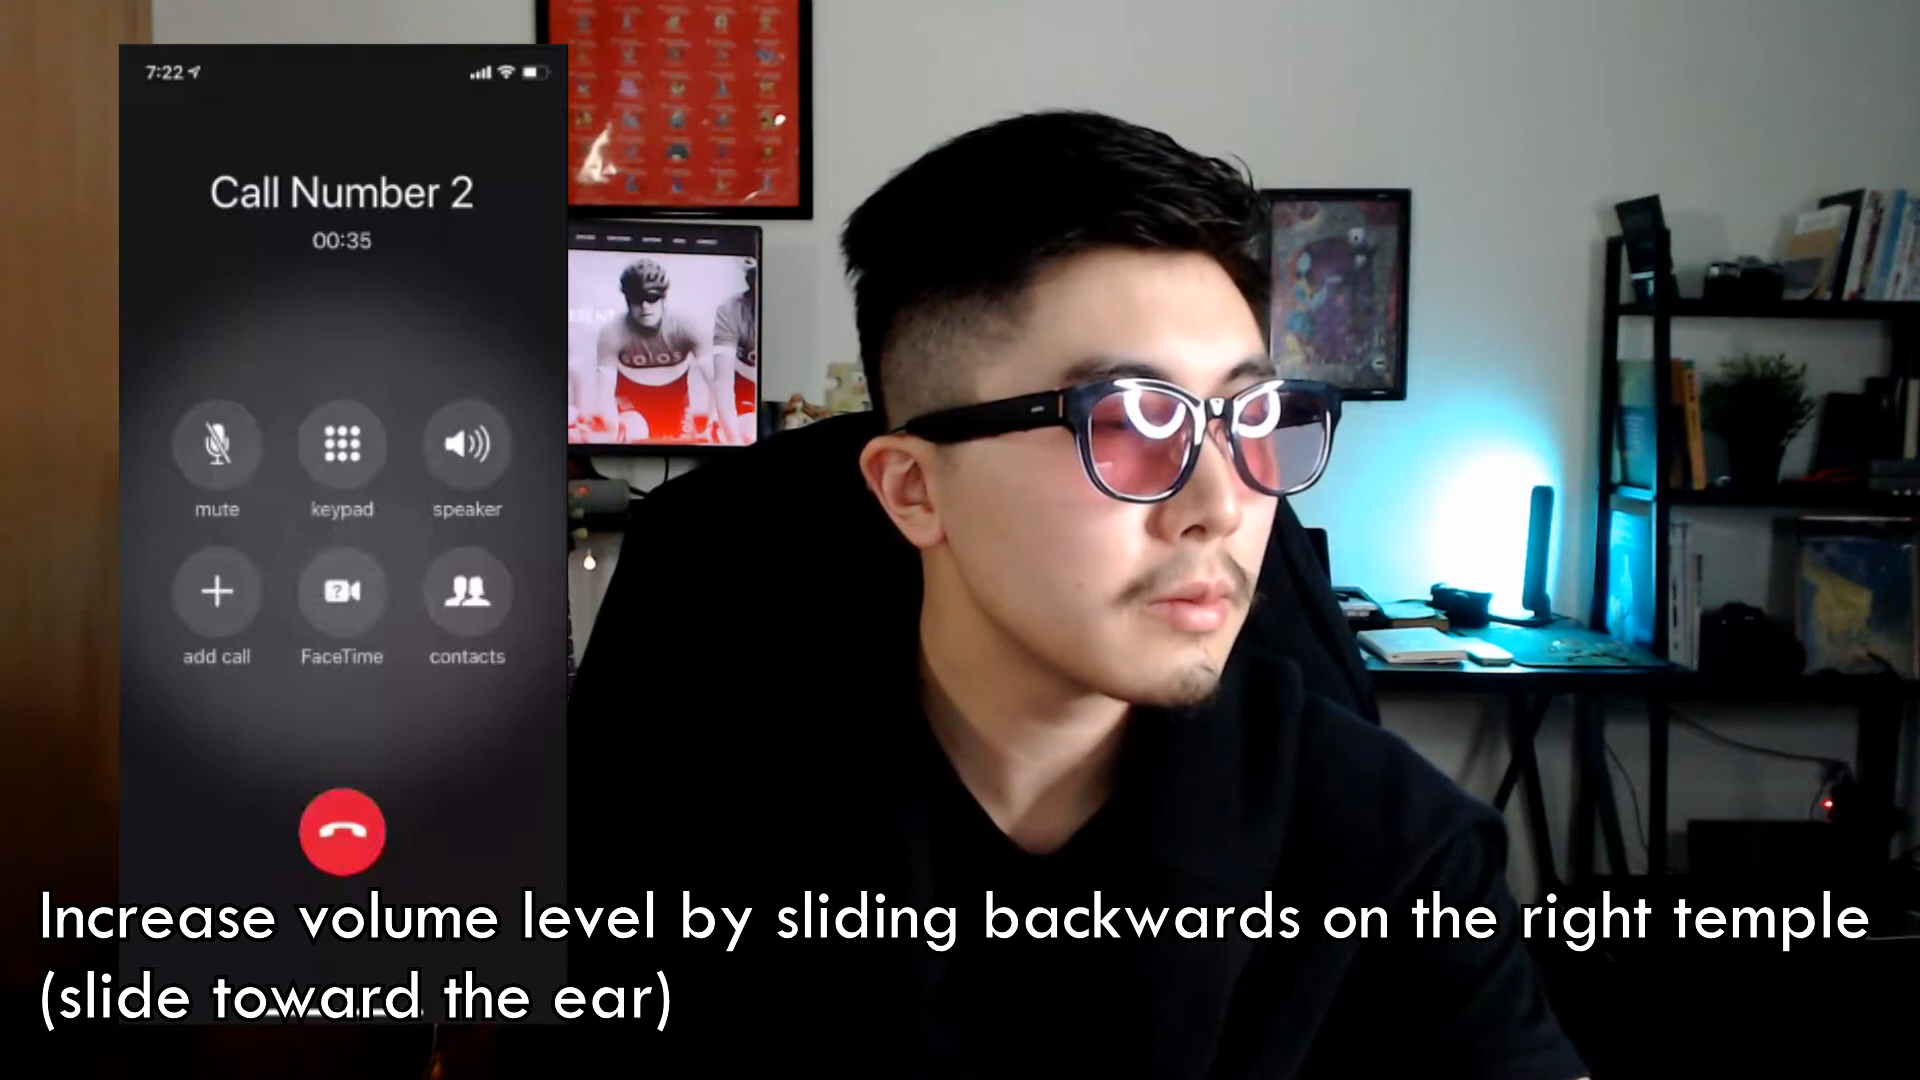 7:22
Call Number 2
00:35
mute
keypad
speaker
add call
FaceTime
contacts
solos
Increase volume level by sliding backwards on the right temple
(slide toward the ear)